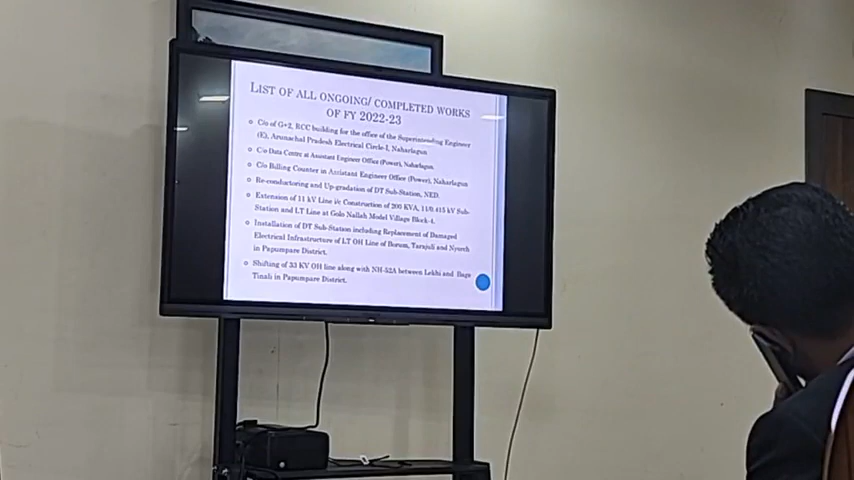 LIST OF ALL ONGOING/ COMPLETED WORKS
OF FY 2022-23
C/o of G+2, RCC building for the office of the Superintending Engineer
(E), Arunachal Pradesh Electrical Circle-I, Naharlagun
C/o Data Centre at Assistant Engineer Office (Power), Naharlagun.
C/o Billing Counter in Assistant Engineer Office (Power), Naharlagun
Re-conductoring and Up-gradation of DT Sub-Station, NED.
Extension of 11 kV Line i/c Construction of 200 KVA, 11/0.415 kV Sub-
Station and LT Line at Golo Nallah Model Village Block-4.
Installation of DT Sub-Station including Replacement of Damaged
Electrical Infrastructure of LT OH Line of Borum, Tarajuli and Nyorch
in Papumpare District.
Shifting of 33 KV OH line along with NH-52A between Lekhi and Bage
Tinali in Papumpare District.